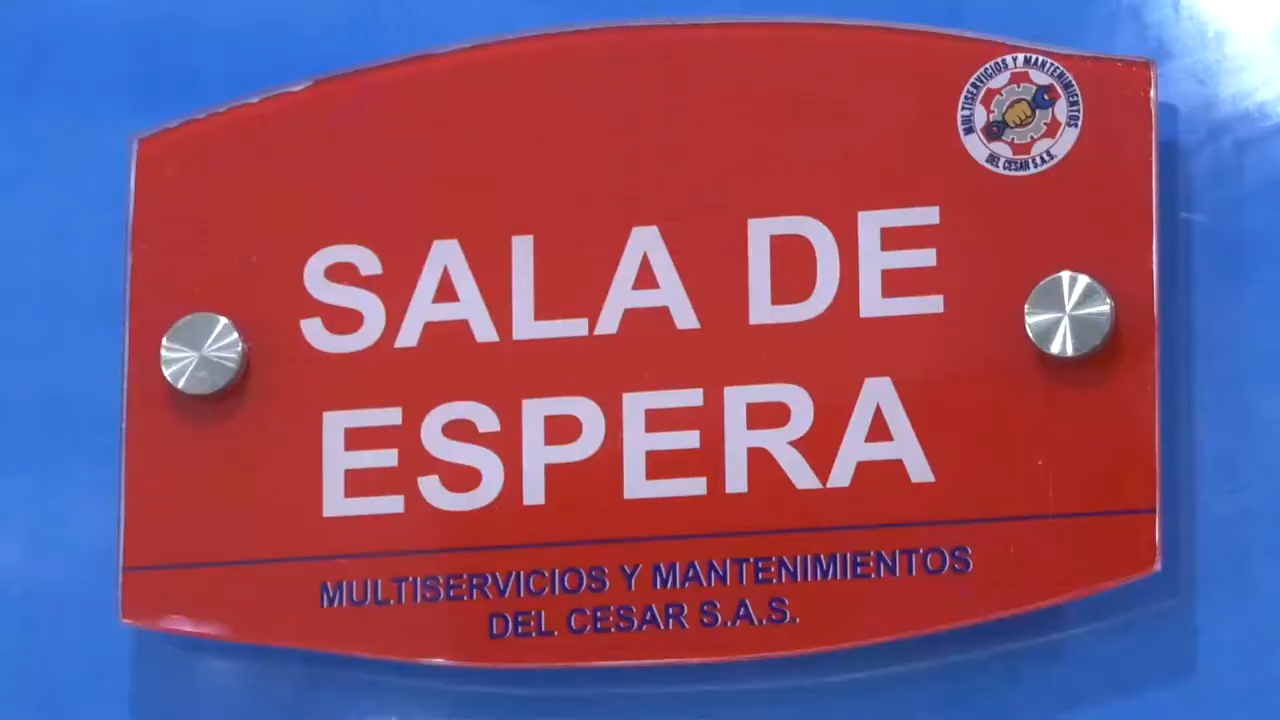 MULTISERVICIOS Y MANTENIMIENTOS
DEL CESAR S.A.S.
SALA DE
ESPERA
MULTISERVICIOS Y MANTENIMIENTOS
DEL CESAR S.A.S.